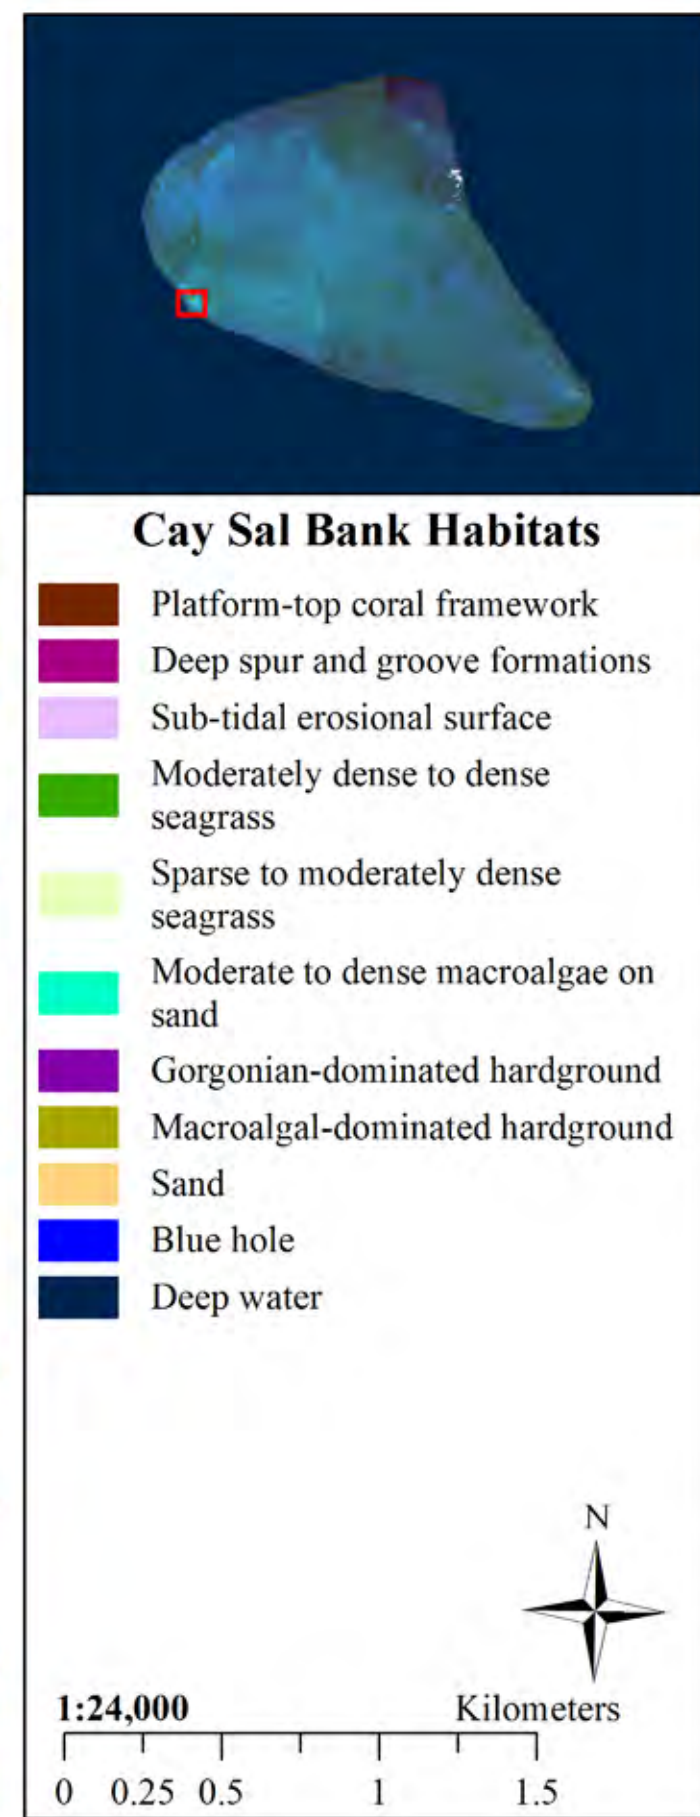 Cay Sal Bank Habitats
Platform-top coral framework
Deep spur and groove formations
Sub-tidal erosional surface
Moderately dense to dense
seagrass
Sparse to moderately dense
seagrass
Moderate to dense macroalgae on
sand
Gorgonian-dominated hardground
Macroalgal-dominated hardground
Sand
Blue hole
Deep water
N
1:24,000 Kilometers
0 0.25 0.5 1 1.5